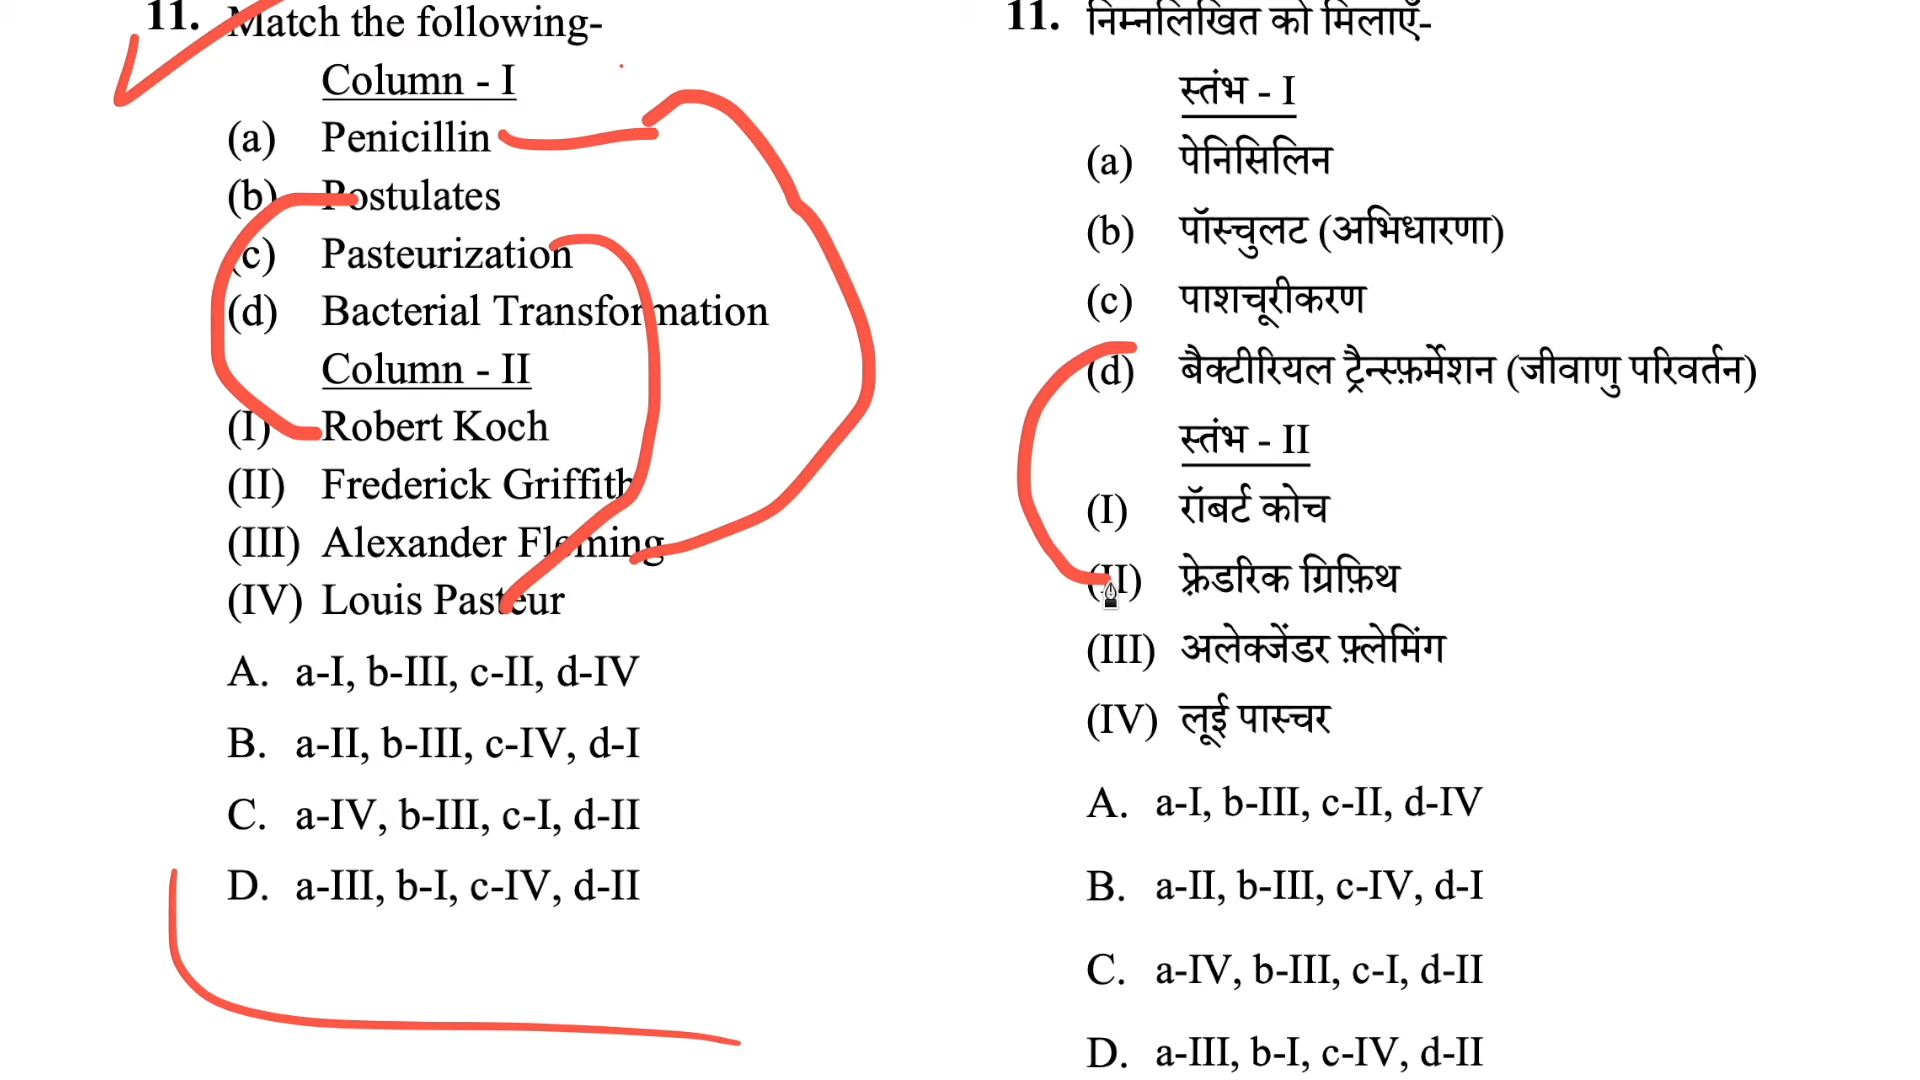 11. Match the following-
Column - I
(a) Penicillin
(b) Postulates
(c) Pasteurization
(d) Bacterial Transformation
Column - II
(I) Robert Koch
(II) Frederick Griffith
(III) Alexander Fleming
(IV) Louis Pasteur
A. a-I, b-III, c-II, d-IV
B. a-II, b-III, c-IV, d-I
C. a-IV, b-III, c-I, d-II
D. a-III, b-I, c-IV, d-II
11. निम्नलिखित को मिलाएँ-
स्तंभ - I
(a) पेनिसिलिन
(b) पॉस्चुलट (अभिधारणा)
(c) पाशचूरीकरण
(d) बैक्टीरियल ट्रैन्स्फ़र्मेशन (जीवाणु परिवर्तन)
स्तंभ - II
(I) रॉबर्ट कोच
(II) फ़्रेडरिक ग्रिफ़िथ
(III) अलेक्जेंडर फ़्लेमिंग
(IV) लूई पास्चर
A. a-I, b-III, c-II, d-IV
B. a-II, b-III, c-IV, d-I
C. a-IV, b-III, c-I, d-II
D. a-III, b-I, c-IV, d-II